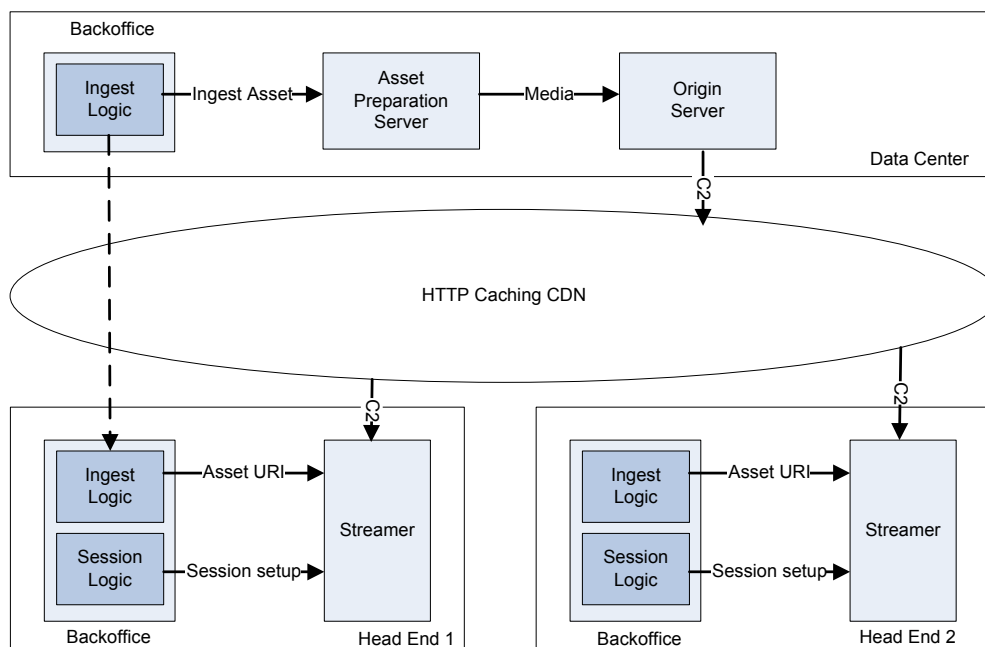 Backoffice
Ingest
Logic
Ingest Asset
Asset
Preparation
Server
Media
Origin
Server
Data Center
C2
HTTP Caching CDN
C2
C2
Ingest
Logic
Asset URI
Streamer
Session
Logic
Session setup
Backoffice
Head End 1
Ingest
Logic
Asset URI
Streamer
Session
Logic
Session setup
Backoffice
Head End 2